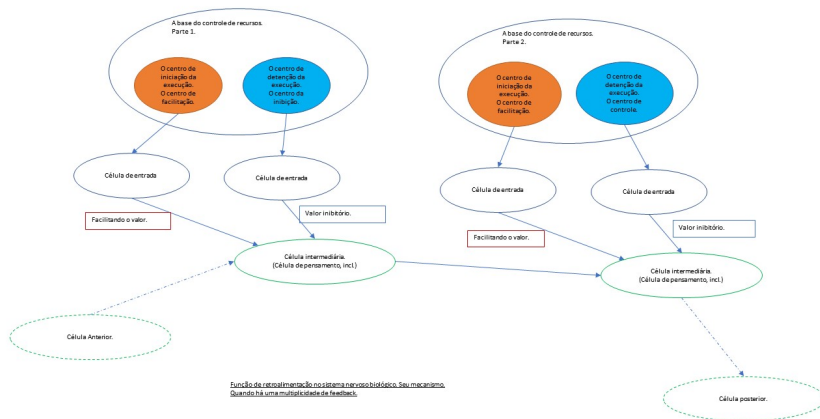 A base do controle de recursos.
Parte 1.
O centro de
iniciação da
execução.
O centro de
facilitação.
O centro de
detenção da
execução.
O centro da
inibição.
Célula de entrada
Célula de entrada
Facilitando o valor.
Valor inibitório.
Célula intermediária.
(Célula de pensamento, incl.)
Célula Anterior.
A base do controle de recursos.
Parte 2.
O centro de
iniciação da
execução.
O centro de
facilitação.
O centro de
detenção da
execução.
O centro de
controle.
Célula de entrada
Célula de entrada
Facilitando o valor.
Valor inibitório.
Célula intermediária.
(Célula de pensamento, incl.)
Célula posterior.
Função de retroalimentação no sistema nervoso biológico. Seu mecanismo.
Quando há uma multiplicidade de feedback.